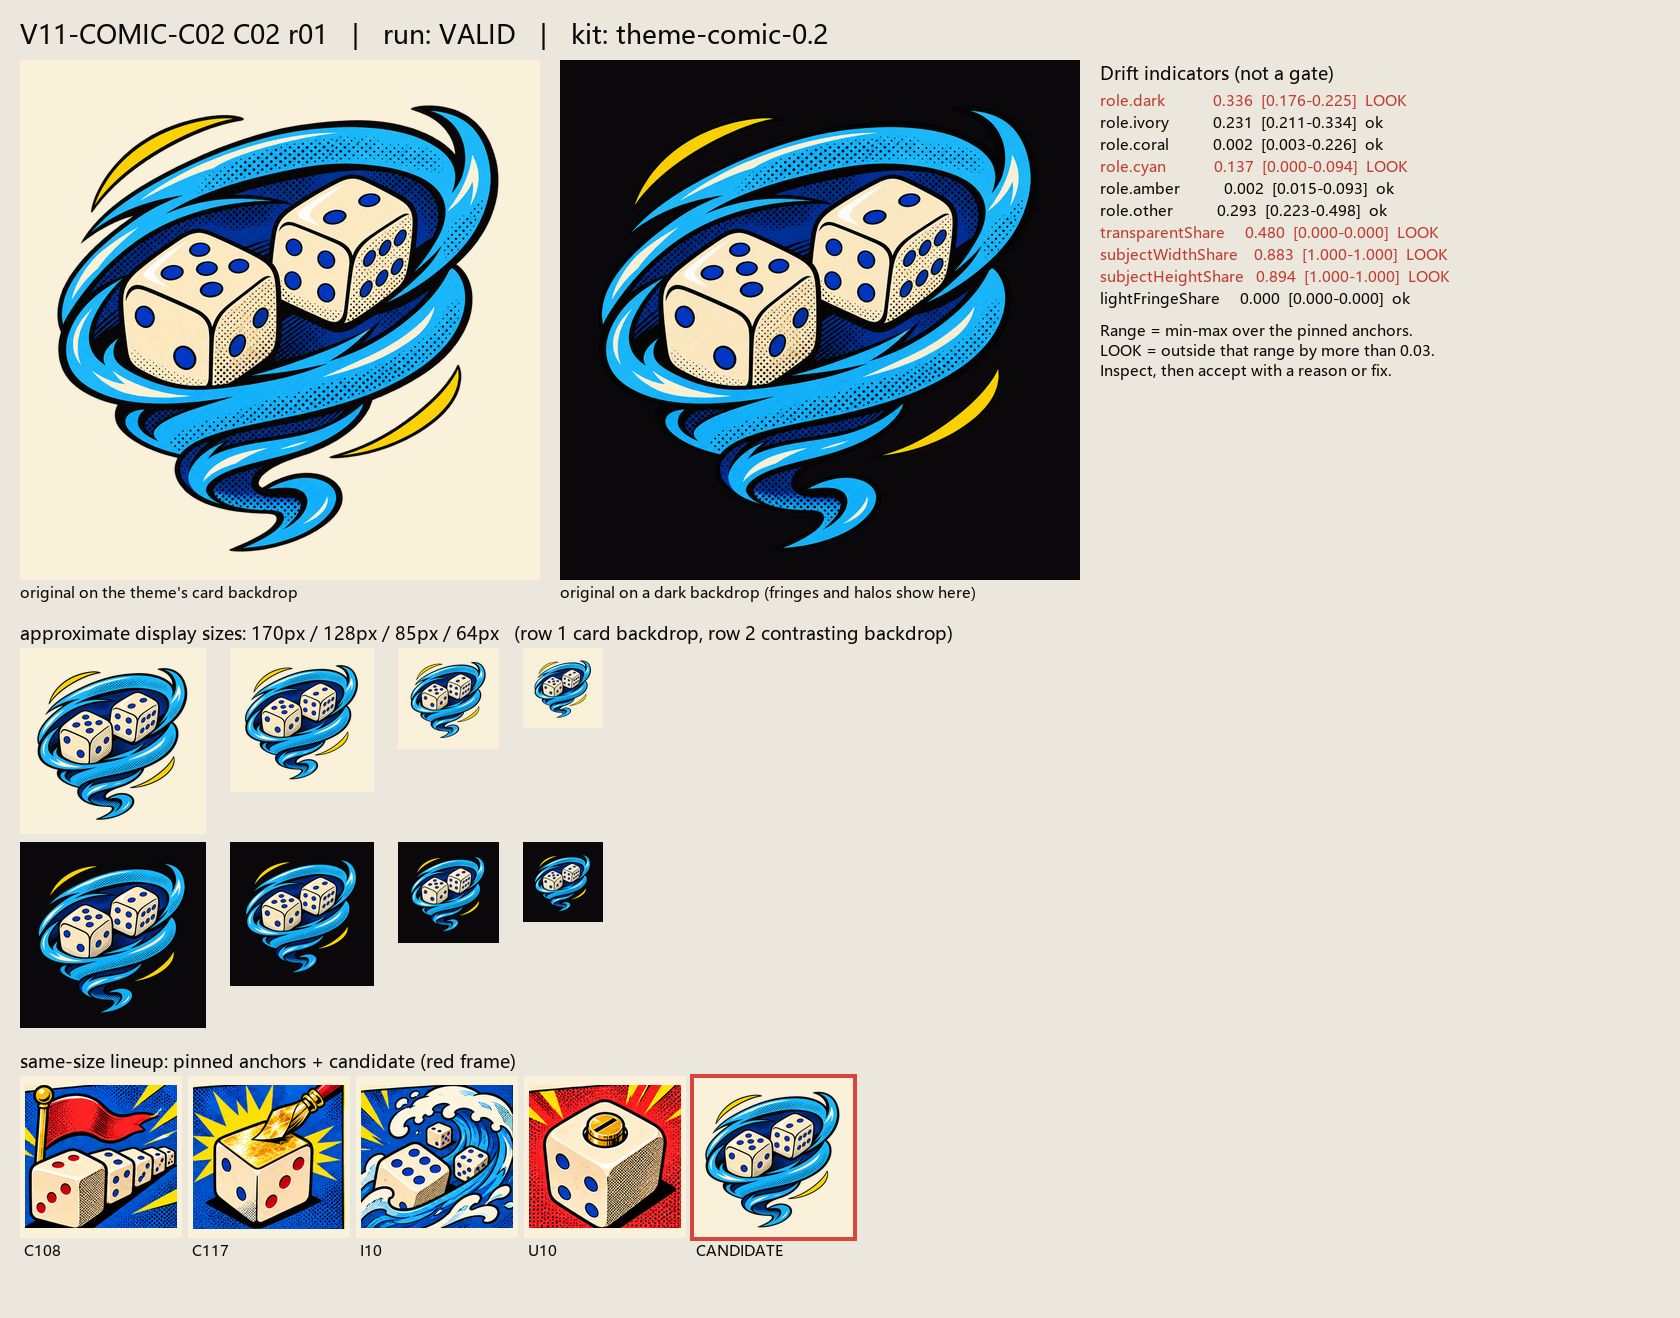 V11-COMIC-C02 C02 r01 | run: VALID | kit: theme-comic-0.2
Drift indicators (not a gate)
role.dark 0.336 [0.176-0.225] LOOK
role.ivory 0.231 [0.211-0.334] ok
role.coral 0.002 [0.003-0.226] ok
role.cyan 0.137 [0.000-0.094] LOOK
role.amber 0.002 [0.015-0.093] ok
role.other 0.293 [0.223-0.498] ok
transparentShare 0.480 [0.000-0.000] LOOK
subjectWidthShare 0.883 [1.000-1.000] LOOK
subjectHeightShare 0.894 [1.000-1.000] LOOK
lightFringeShare 0.000 [0.000-0.000] ok
Range = min-max over the pinned anchors.
LOOK = outside that range by more than 0.03.
Inspect, then accept with a reason or fix.
original on the theme's card backdrop
original on a dark backdrop (fringes and halos show here)
approximate display sizes: 170px / 128px / 85px / 64px (row 1 card backdrop, row 2 contrasting backdrop)
same-size lineup: pinned anchors + candidate (red frame)
C108
C117
I10
U10
CANDIDATE